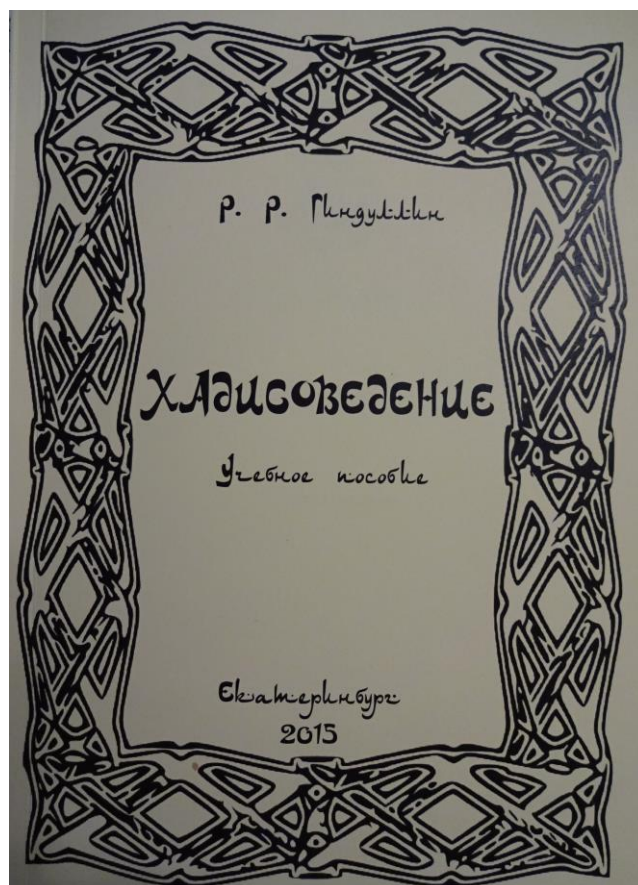 Р. Р. Гиндуллин
ХАДИСОВЕДЕНИЕ
Учебное пособие
Екатеринбург
2015